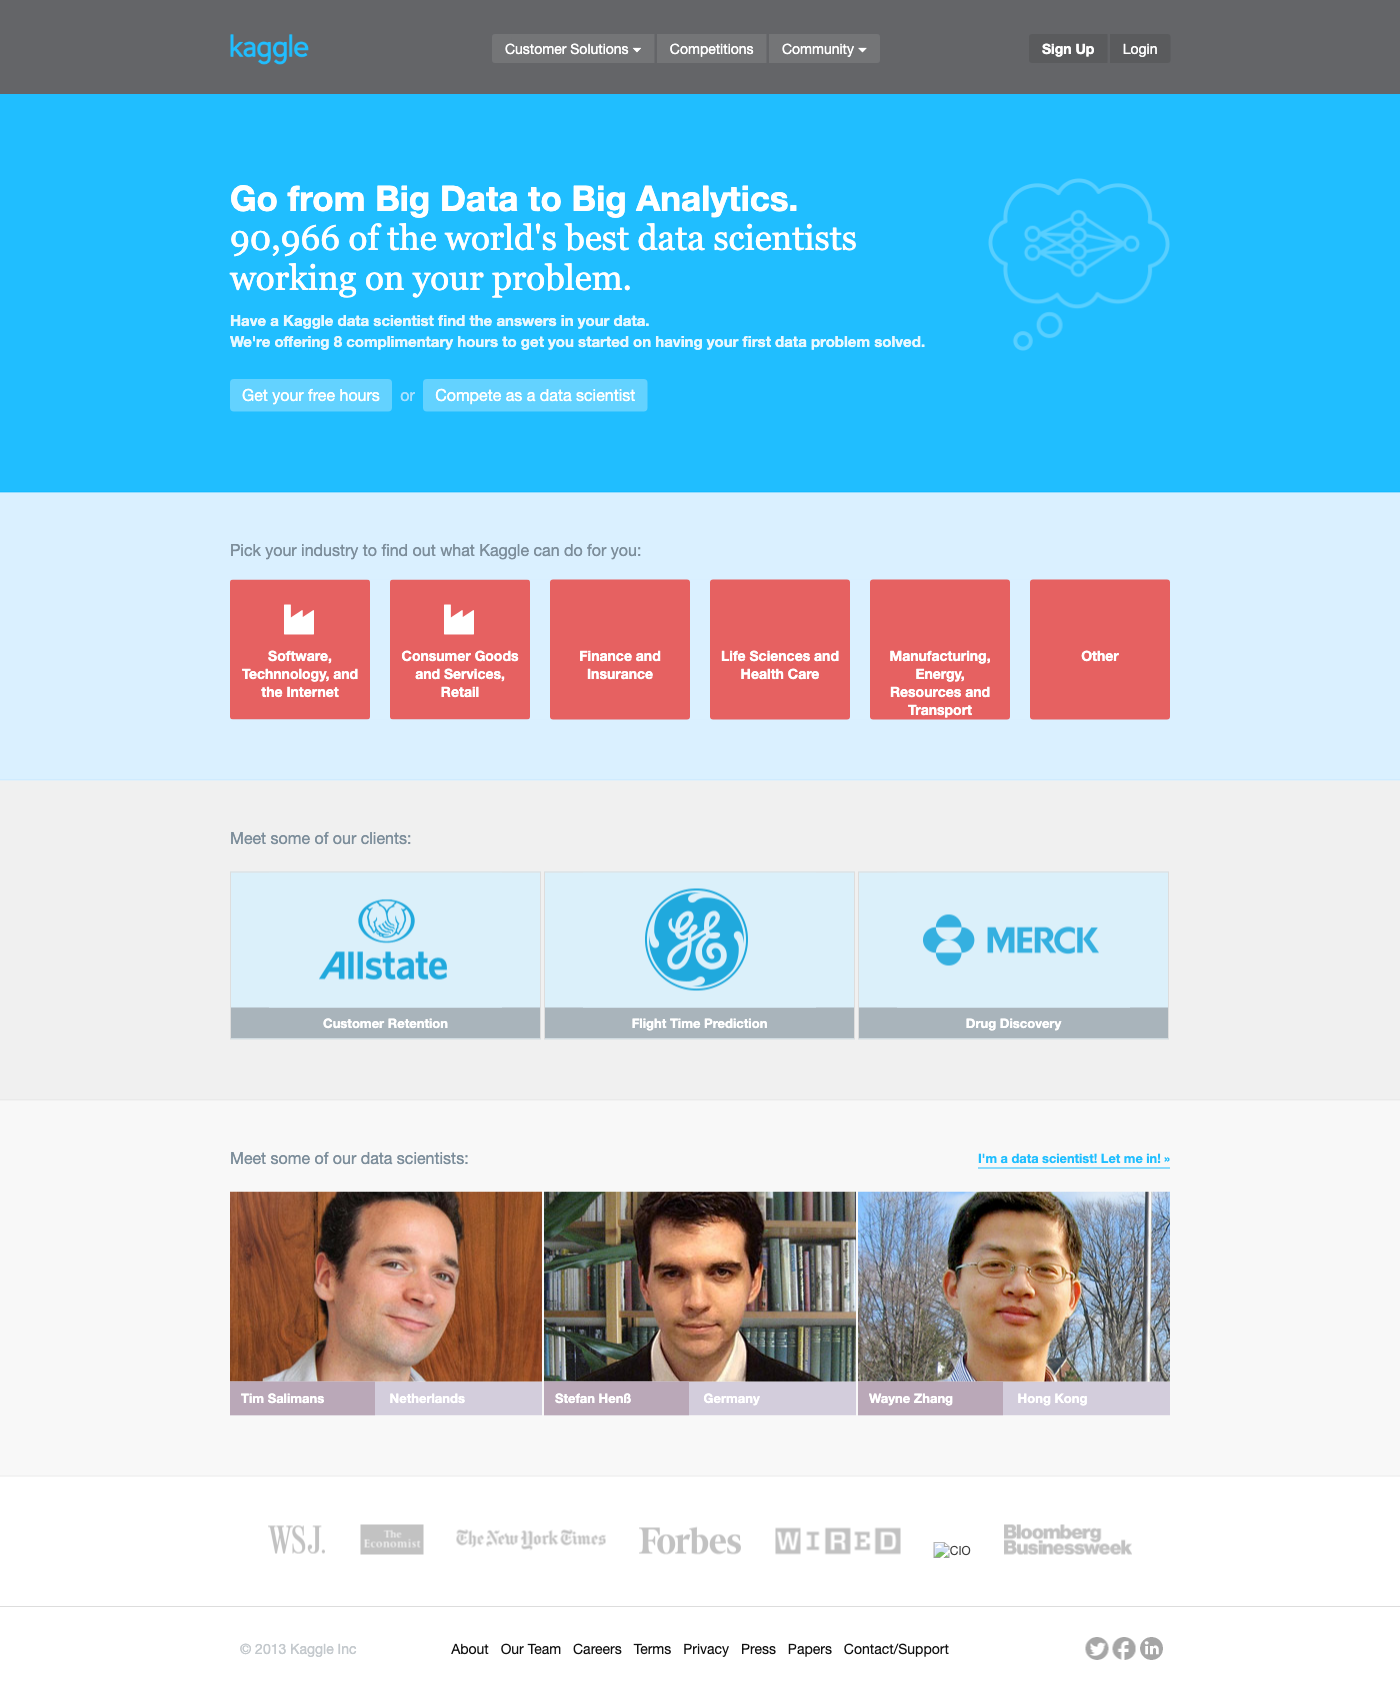 kaggle
Customer Solutions
Competitions
Community
Sign Up
Login
Go from Big Data to Big Analytics.
90,966 of the world's best data scientists
working on your problem.
Have a Kaggle data scientist find the answers in your data.
We're offering 8 complimentary hours to get you started on having your first data problem solved.
Get your free hours or Compete as a data scientist
Pick your industry to find out what Kaggle can do for you:
Software,
Technnology, and
the Internet
Consumer Goods
and Services,
Retail
Finance and
Insurance
Life Sciences and
Health Care
Manufacturing,
Energy,
Resources and
Transport
Other
Meet some of our clients:
Allstate
Customer Retention
GE
Flight Time Prediction
MERCK
Drug Discovery
Meet some of our data scientists:
I'm a data scientist! Let me in! »
Tim Salimans
Netherlands
Stefan Henß
Germany
Wayne Zhang
Hong Kong
WSJ.
The
Economist
The New York Times
Forbes
WIRED
CIO
Bloomberg
Businessweek
© 2013 Kaggle Inc
About Our Team Careers Terms Privacy Press Papers Contact/Support
in